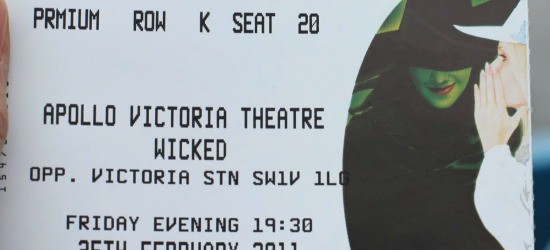 PRMIUM ROW K SEAT 20
APOLLO VICTORIA THEATRE
WICKED
OPP. VICTORIA STN SW1V 1LG
FRIDAY EVENING 19:30
25TH FEBRUARY 2011